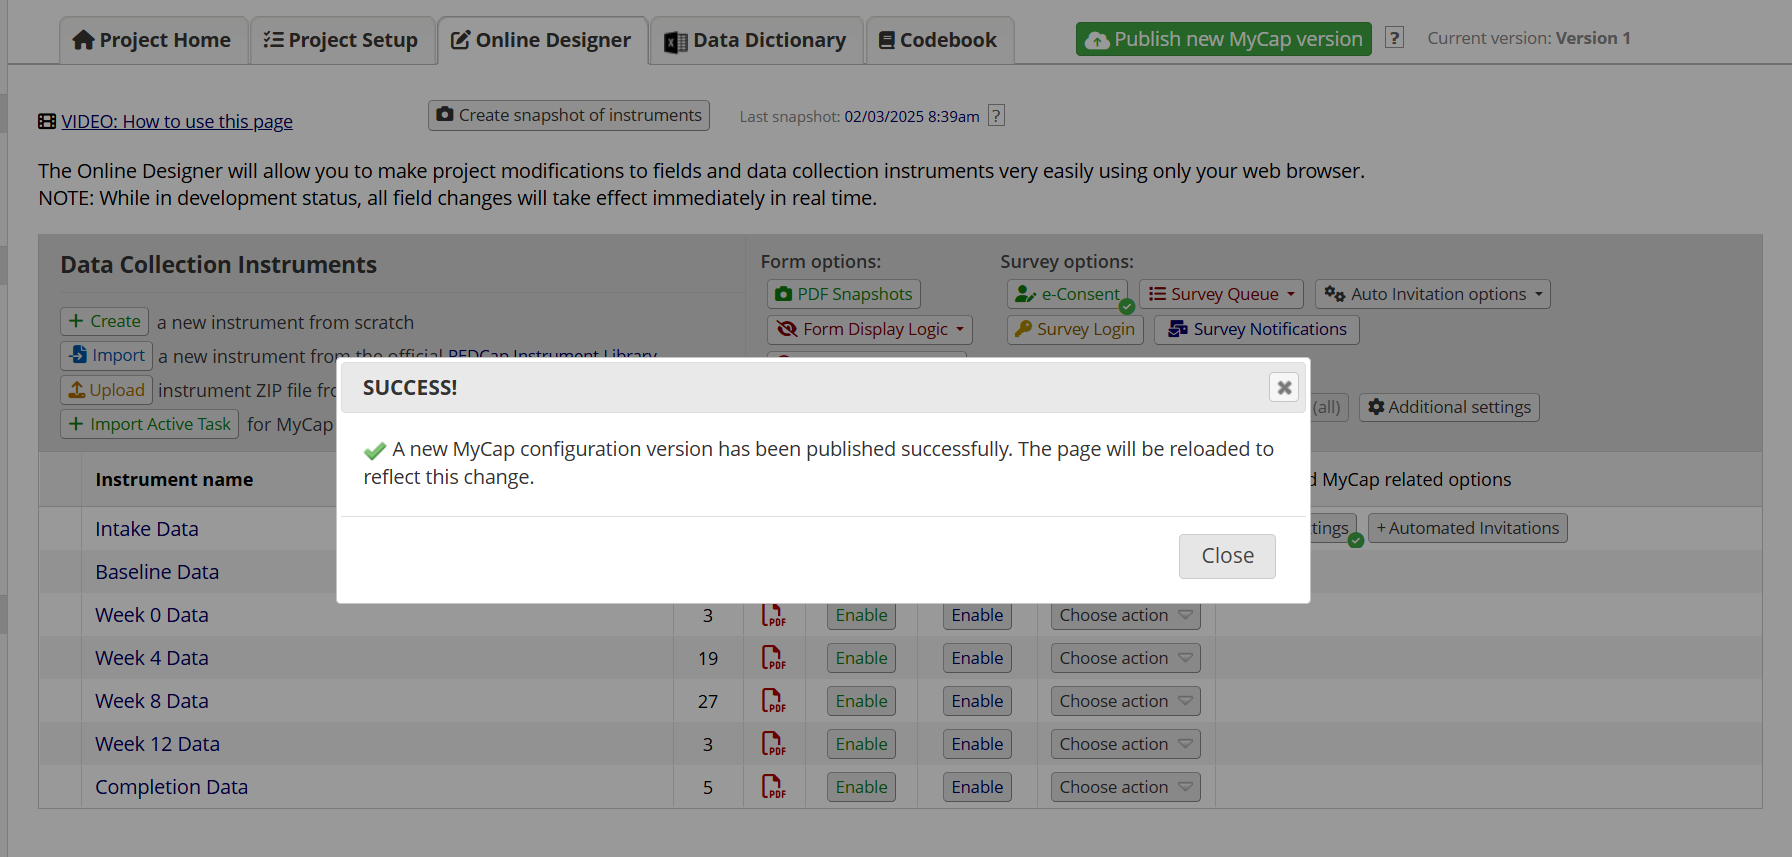 Project Home Project Setup Online Designer Data Dictionary Codebook Publish new MyCap version ? Current version: Version 1
VIDEO: How to use this page Create snapshot of instruments Last snapshot: 02/03/2025 8:39am ?
The Online Designer will allow you to make project modifications to fields and data collection instruments very easily using only your web browser.
NOTE: While in development status, all field changes will take effect immediately in real time.
Data Collection Instruments Form options: Survey options:
PDF Snapshots e-Consent Survey Queue Auto Invitation options
+ Create a new instrument from scratch
Form Display Logic Survey Login Survey Notifications
Import a new instrument from the official REDCap Instrument Library
Upload instrument ZIP file
(all) Additional settings
+ Import Active Task for MyCap
SUCCESS!
A new MyCap configuration version has been published successfully. The page will be reloaded to
reflect this change.
Close
Instrument name MyCap related options
Intake Data + Automated Invitations
Baseline Data
Week 0 Data 3 PDF Enable Enable Choose action
Week 4 Data 19 PDF Enable Enable Choose action
Week 8 Data 27 PDF Enable Enable Choose action
Week 12 Data 3 PDF Enable Enable Choose action
Completion Data 5 PDF Enable Enable Choose action